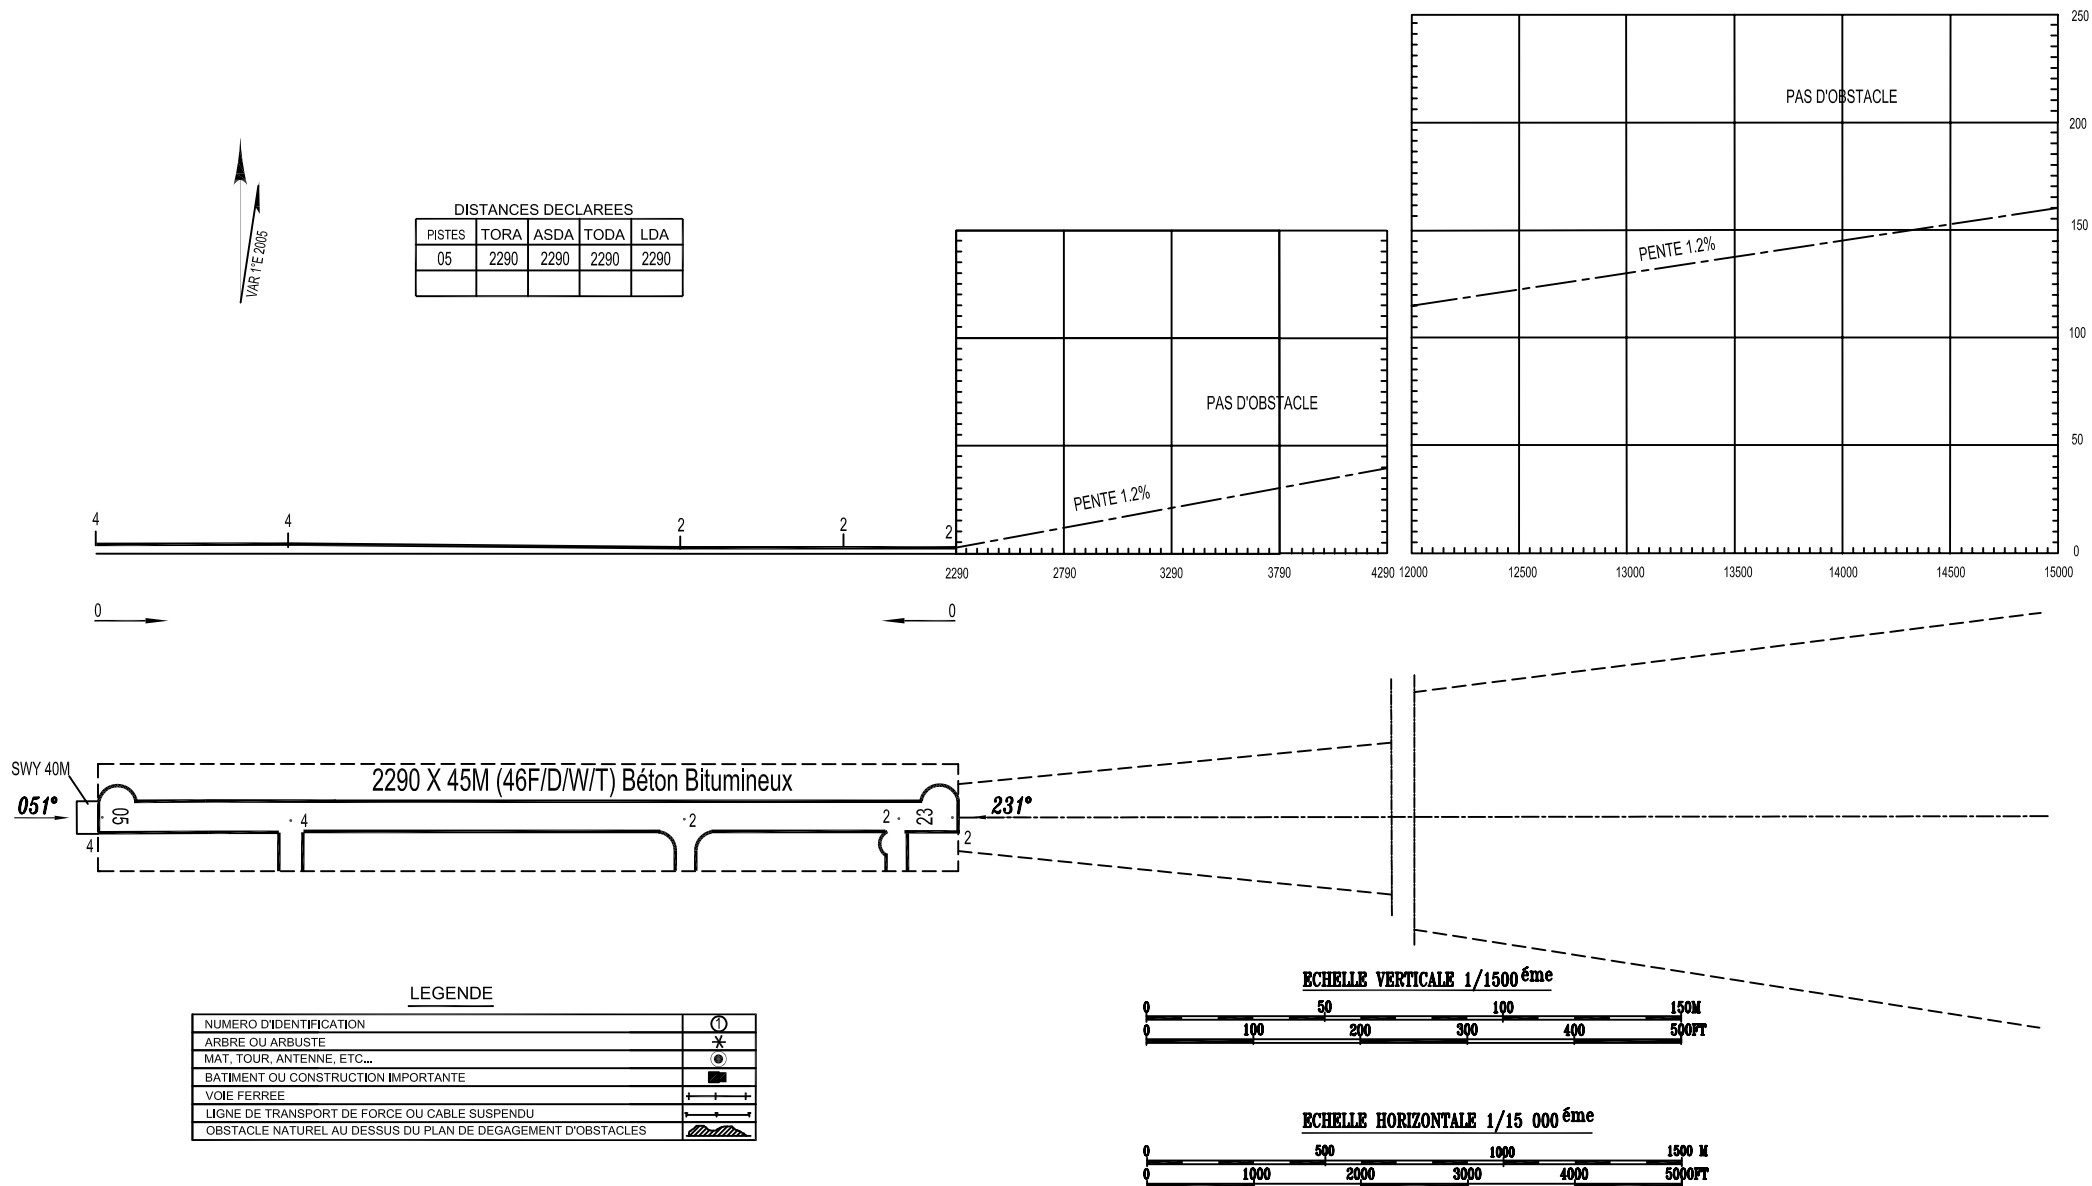 250
PAS D'OBSTACLE
200
VAR 1°E 2005
DISTANCES DECLAREES
PISTES TORA ASDA TODA LDA
05 2290 2290 2290 2290
PENTE 1.2%
150
100
PAS D'OBSTACLE
50
PENTE 1.2%
4 4 2 2 2
0
2290 2790 3290 3790 4290 12000 12500 13000 13500 14000 14500 15000
0 0
SWY 40M
2290 X 45M (46F/D/W/T) Béton Bitumineux
051° 05 4 2 2 23 231°
4 2
LEGENDE
NUMERO D'IDENTIFICATION 1
ARBRE OU ARBUSTE
MAT, TOUR, ANTENNE, ETC...
BATIMENT OU CONSTRUCTION IMPORTANTE
VOIE FERREE
LIGNE DE TRANSPORT DE FORCE OU CABLE SUSPENDU
OBSTACLE NATUREL AU DESSUS DU PLAN DE DEGAGEMENT D'OBSTACLES
ECHELLE VERTICALE 1/1500 éme
0 50 100 150M
0 100 200 300 400 500FT
ECHELLE HORIZONTALE 1/15 000 éme
0 500 1000 1500 M
0 1000 2000 3000 4000 5000FT